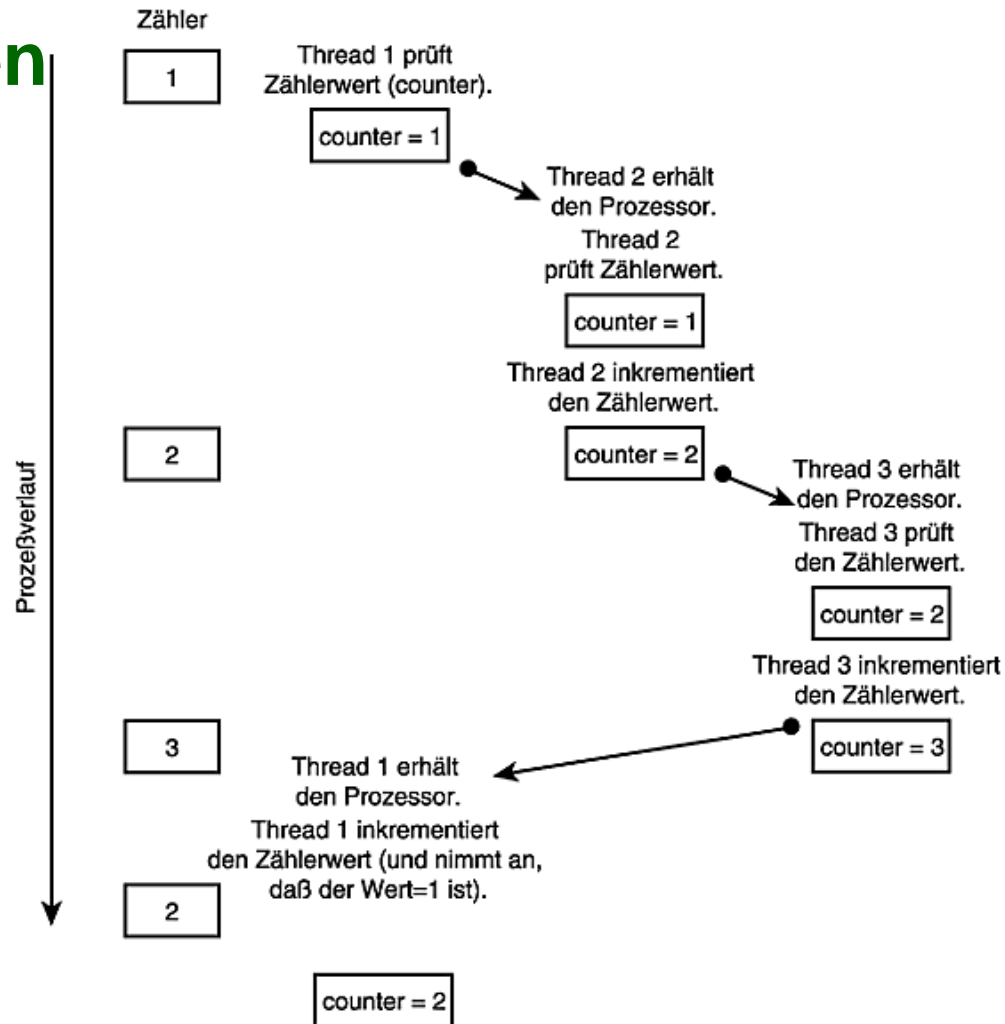 Zähler
n
1
Thread 1 prüft
Zählerwert (counter).
counter = 1
Thread 2 erhält
den Prozessor.
Thread 2
prüft Zählerwert.
counter = 1
Thread 2 inkrementiert
den Zählerwert.
2
counter = 2
Thread 3 erhält
den Prozessor.
Thread 3 prüft
den Zählerwert.
counter = 2
Prozeßverlauf
Thread 3 inkrementiert
den Zählerwert.
3
counter = 3
Thread 1 erhält
den Prozessor.
Thread 1 inkrementiert
den Zählerwert (und nimmt an,
daß der Wert=1 ist).
2
counter = 2